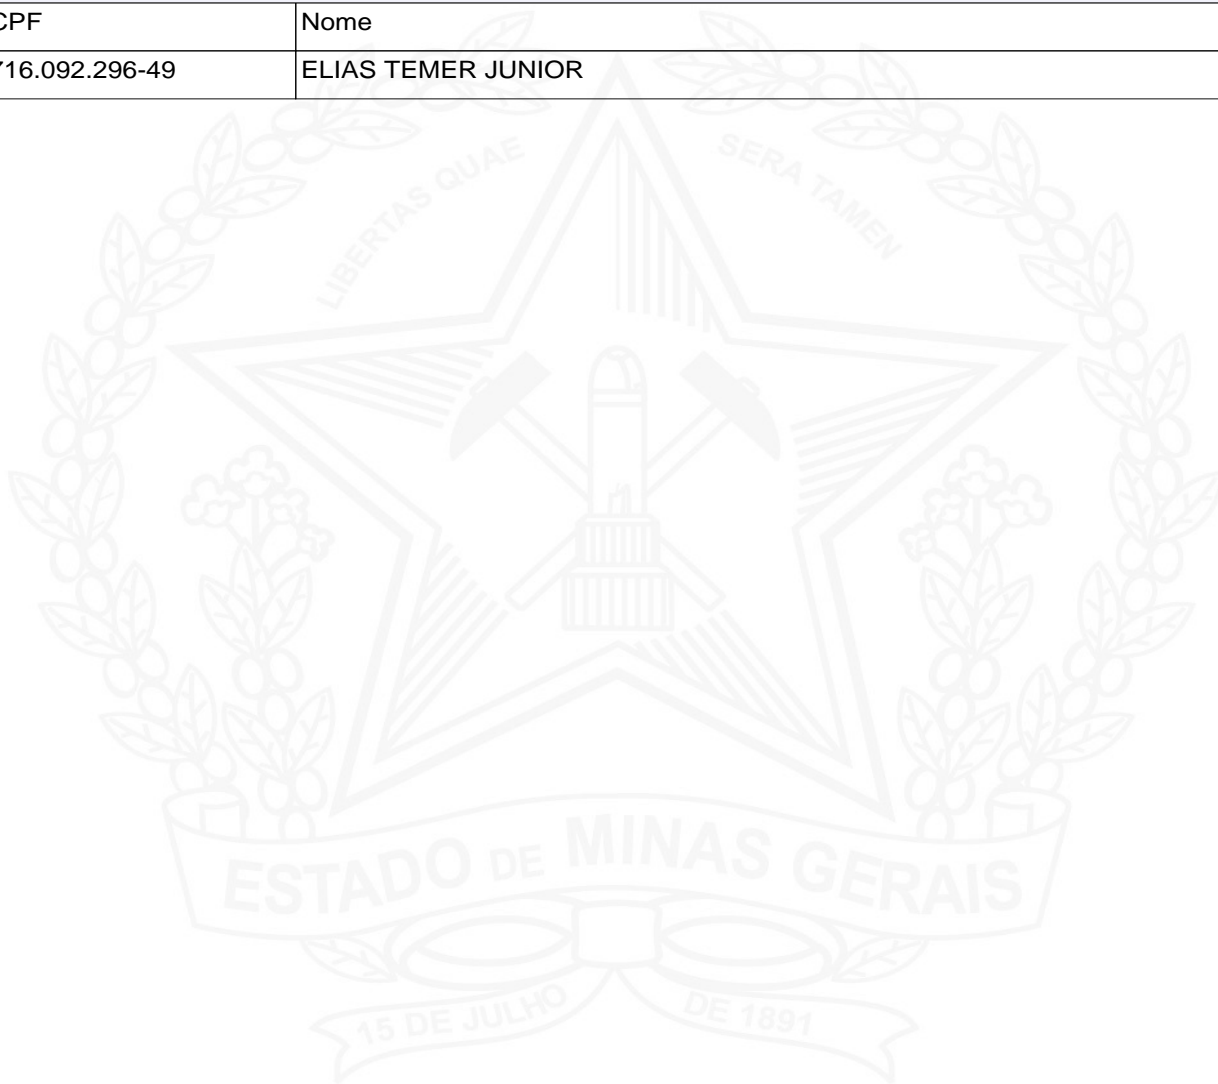 CPF Nome
716.092.296-49 ELIAS TEMER JUNIOR
LIBERTAS QUAE SERA TAMEN
ESTADO DE MINAS GERAIS
15 DE JULHO DE 1891